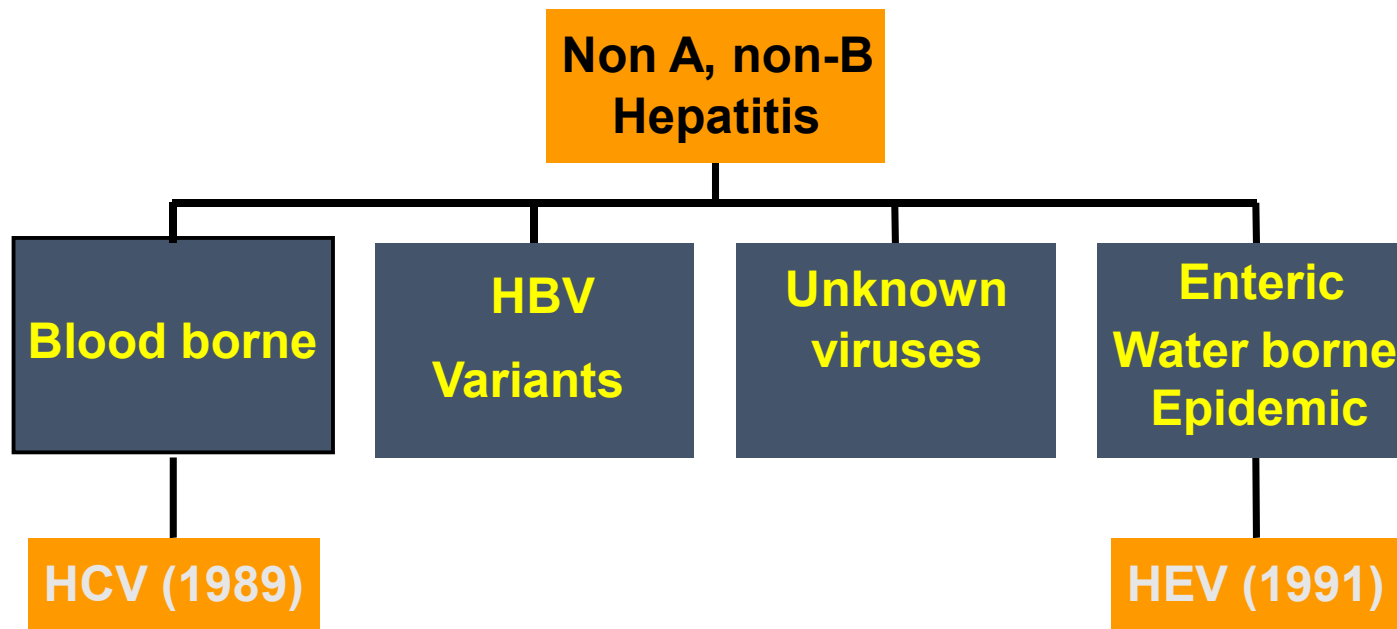 Non A, non-B
Hepatitis
Blood borne
HBV
Variants
Unknown
viruses
Enteric
Water borne
Epidemic
HCV (1989)
HEV (1991)